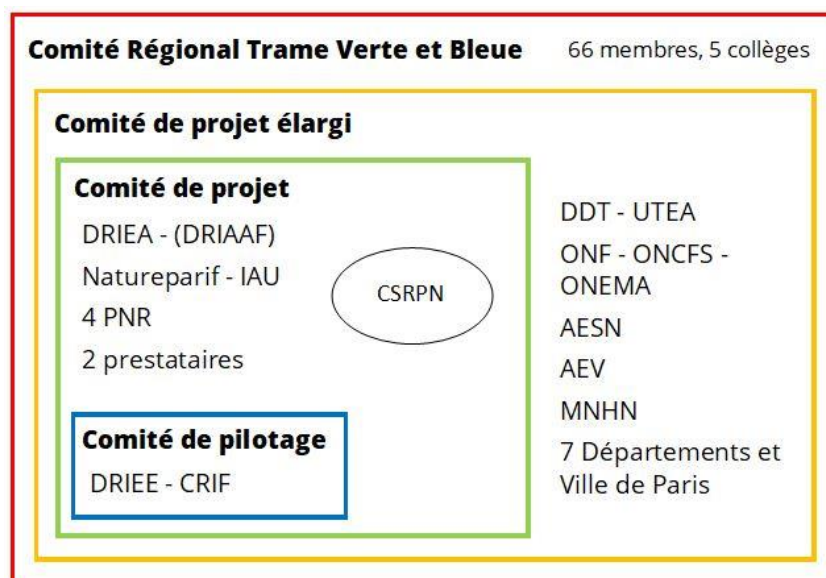 Comité Régional Trame Verte et Bleue 66 membres, 5 collèges
Comité de projet élargi
Comité de projet
DRIEA - (DRIAAF)
Natureparif - IAU
4 PNR
2 prestataires
CSRPN
Comité de pilotage
DRIEE - CRIF
DDT - UTEA
ONF - ONCFS -
ONEMA
AESN
AEV
MNHN
7 Départements et
Ville de Paris